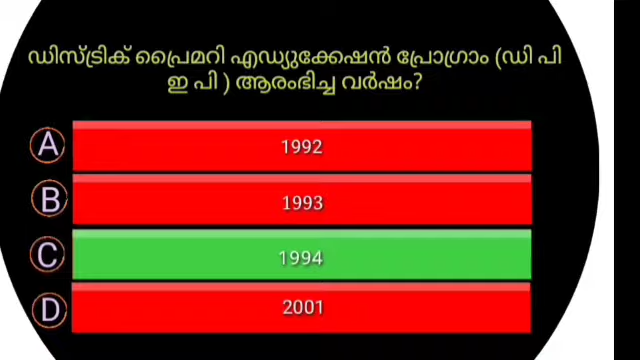 ഡിസ്ട്രിക് പ്രൈമറി എഡ്യുക്കേഷൻ പ്രോഗ്രാം (ഡി പി
ഇ പി ) ആരംഭിച്ച വർഷം?
A 1992
B 1993
C 1994
D 2001